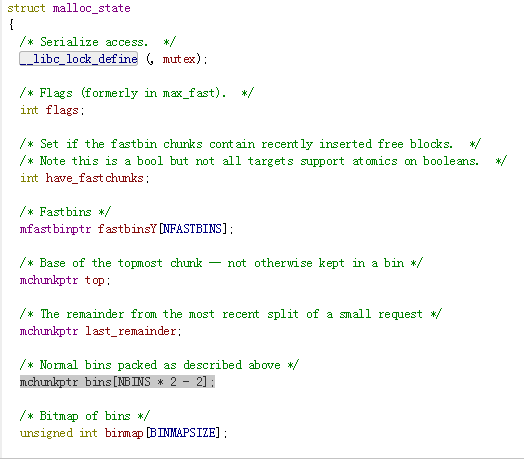 struct malloc_state
{
/* Serialize access.  */
__libc_lock_define (, mutex);
/* Flags (formerly in max_fast).  */
int flags;
/* Set if the fastbin chunks contain recently inserted free blocks.  */
/* Note this is a bool but not all targets support atomics on booleans.  */
int have_fastchunks;
/* Fastbins */
mfastbinptr fastbinsY[NFASTBINS];
/* Base of the topmost chunk -- not otherwise kept in a bin */
mchunkptr top;
/* The remainder from the most recent split of a small request */
mchunkptr last_remainder;
/* Normal bins packed as described above */
mchunkptr bins[NBINS * 2 - 2];
/* Bitmap of bins */
unsigned int binmap[BINMAPSIZE];